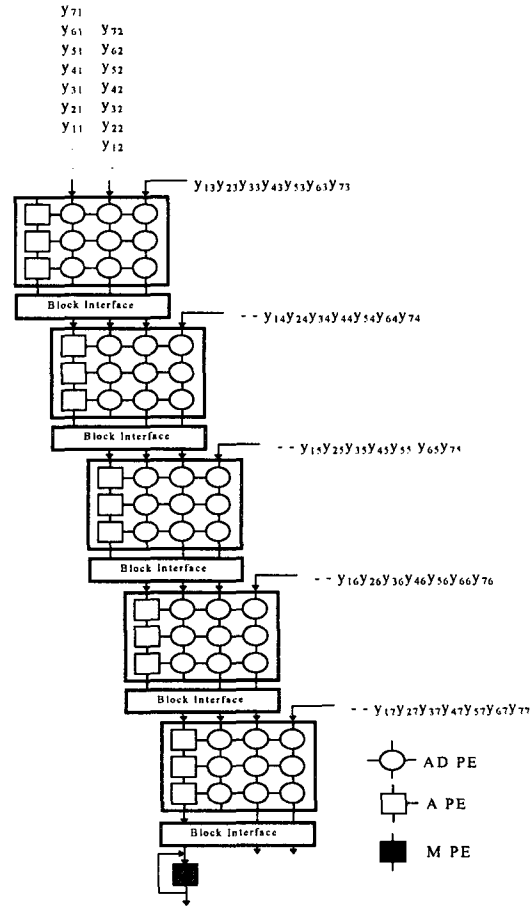 y71
y61 y72
y51 y62
y41 y52
y31 y42
y21 y32
y11 y22
. y12
.
y13y23y33y43y53y63y73
Block Interface
- - y14y24y34y44y54y64y74
Block Interface
- - y15y25y35y45y55 y65y75
Block Interface
- - y16y26y36y46y56y66y76
Block Interface
- - y17y27y37y47y57y67y77
AD PE
A PE
Block Interface
M PE